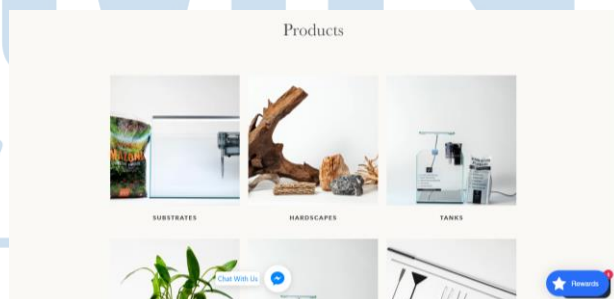 Products
SUBSTRATES
HARDSCAPES
TANKS
Chat With Us
Rewards